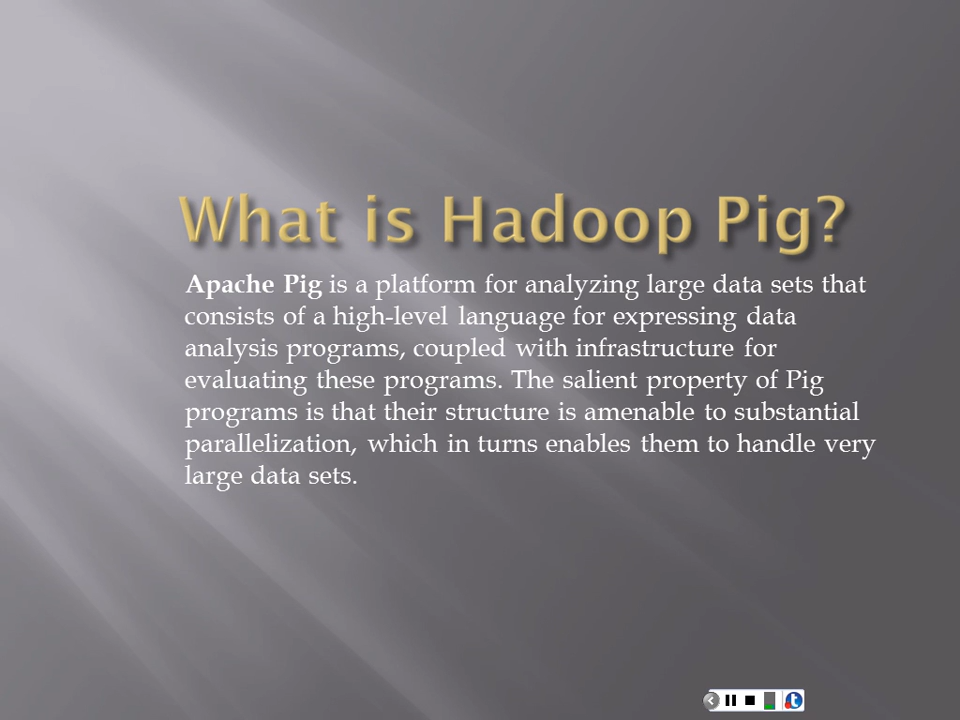 What is Hadoop Pig?
Apache Pig is a platform for analyzing large data sets that
consists of a high-level language for expressing data
analysis programs, coupled with infrastructure for
evaluating these programs. The salient property of Pig
programs is that their structure is amenable to substantial
parallelization, which in turns enables them to handle very
large data sets.